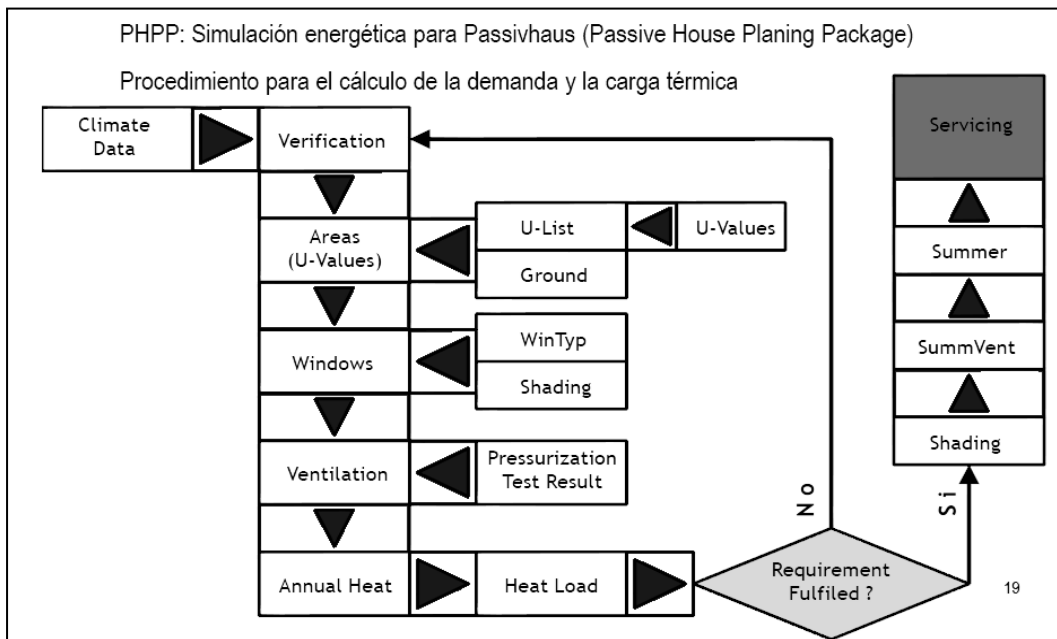 PHPP: Simulación energética para Passivhaus (Passive House Planing Package)
Procedimiento para el cálculo de la demanda y la carga térmica
Climate
Data
Verification
Areas
(U-Values)
U-List
U-Values
Ground
Windows
WinTyp
Shading
Ventilation
Pressurization
Test Result
Annual Heat
Heat Load
Requirement
Fulfiled ?
No
Si
Servicing
Summer
SummVent
Shading
19